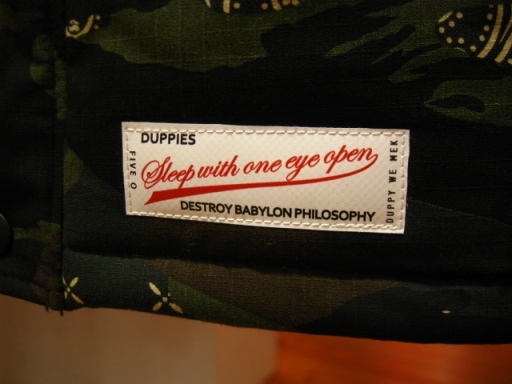 DUPPIES
FIVE O
Sleep with one eye open
DUPPY WE MEK
DESTROY BABYLON PHILOSOPHY